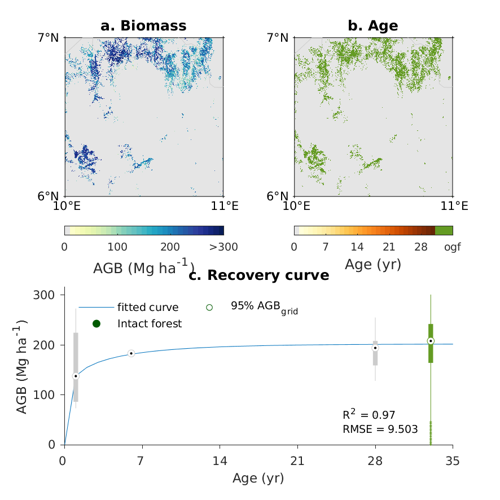 a. Biomass
b. Age
7°N
7°N
6°N
6°N
10°E
11°E
10°E
11°E
0
100
200
>300
0
7
14
21
28
ogf
AGB (Mg ha⁻¹)
Age (yr)
c. Recovery curve
fitted curve
95% AGBgrid
Intact forest
AGB (Mg ha⁻¹)
300
200
100
0
R² = 0.97
RMSE = 9.503
0
7
14
21
28
35
Age (yr)